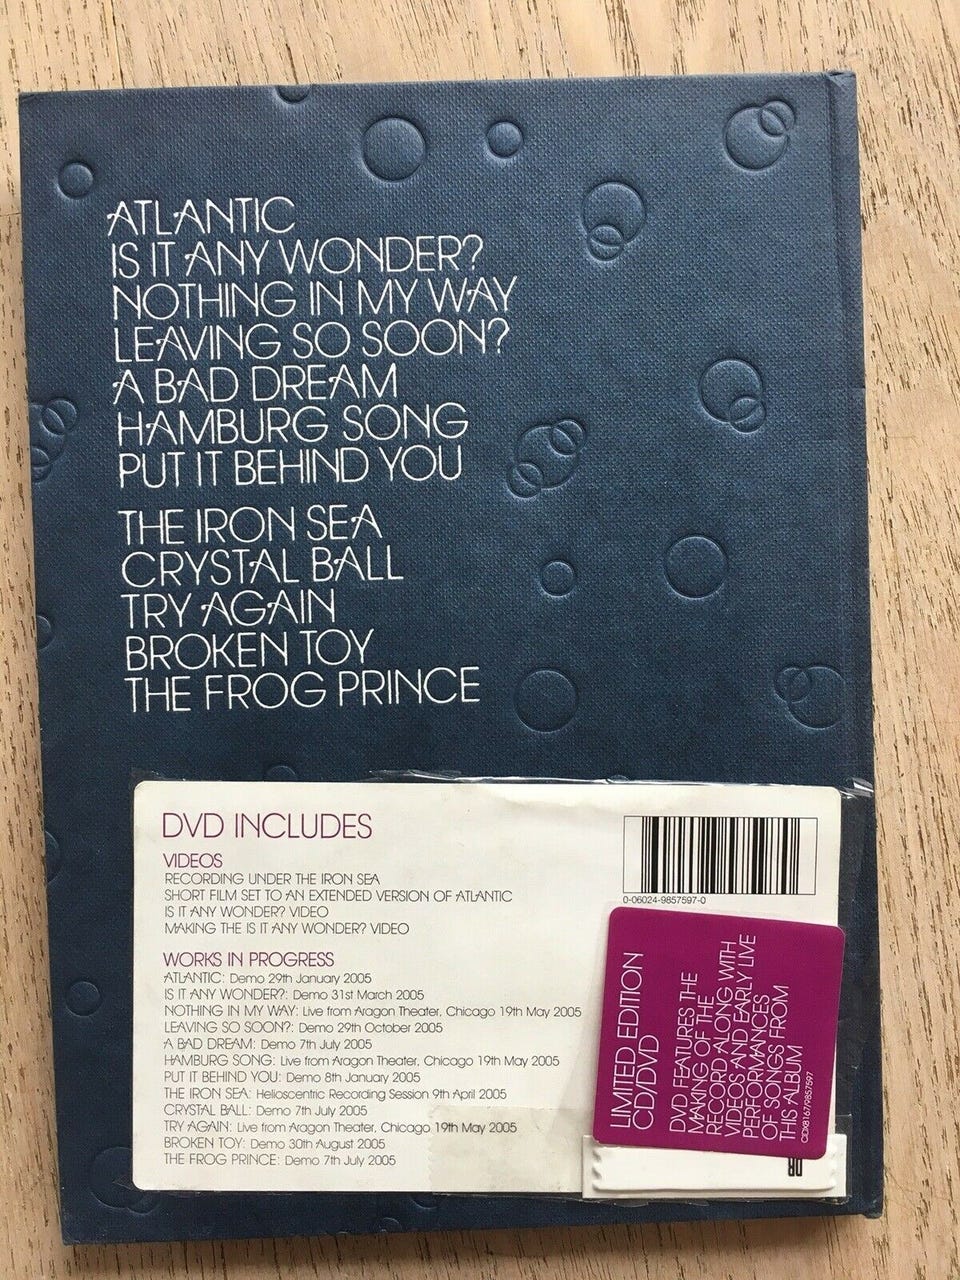 ATLANTIC
IS IT ANY WONDER?
NOTHING IN MY WAY
LEAVING SO SOON?
A BAD DREAM
HAMBURG SONG
PUT IT BEHIND YOU
THE IRON SEA
CRYSTAL BALL
TRY AGAIN
BROKEN TOY
THE FROG PRINCE
DVD INCLUDES
VIDEOS
RECORDING UNDER THE IRON SEA
SHORT FILM SET TO AN EXTENDED VERSION OF ATLANTIC
IS IT ANY WONDER? VIDEO
MAKING THE IS IT ANY WONDER? VIDEO
WORKS IN PROGRESS
ATLANTIC: Demo 29th January 2005
IS IT ANY WONDER?: Demo 31st March 2005
NOTHING IN MY WAY: Live from Aragon Theater, Chicago 19th May 2005
LEAVING SO SOON?: Demo 29th October 2005
A BAD DREAM: Demo 7th July 2005
HAMBURG SONG: Live from Aragon Theater, Chicago 19th May 2005
PUT IT BEHIND YOU: Demo 8th January 2005
THE IRON SEA: Helioscentric Recording Session 9th April 2005
CRYSTAL BALL: Demo 7th July 2005
TRY AGAIN: Live from Aragon Theater, Chicago 19th May 2005
BROKEN TOY: Demo 30th August 2005
THE FROG PRINCE: Demo 7th July 2005
0-06024-9857597-0
LIMITED EDITION
CD/DVD
DVD FEATURES THE
MAKING OF THE
RECORD ALONG WITH
VIDEOS AND EARLY LIVE
PERFORMANCES
OF SONGS FROM
THIS ALBUM
CIDX8167/9857597